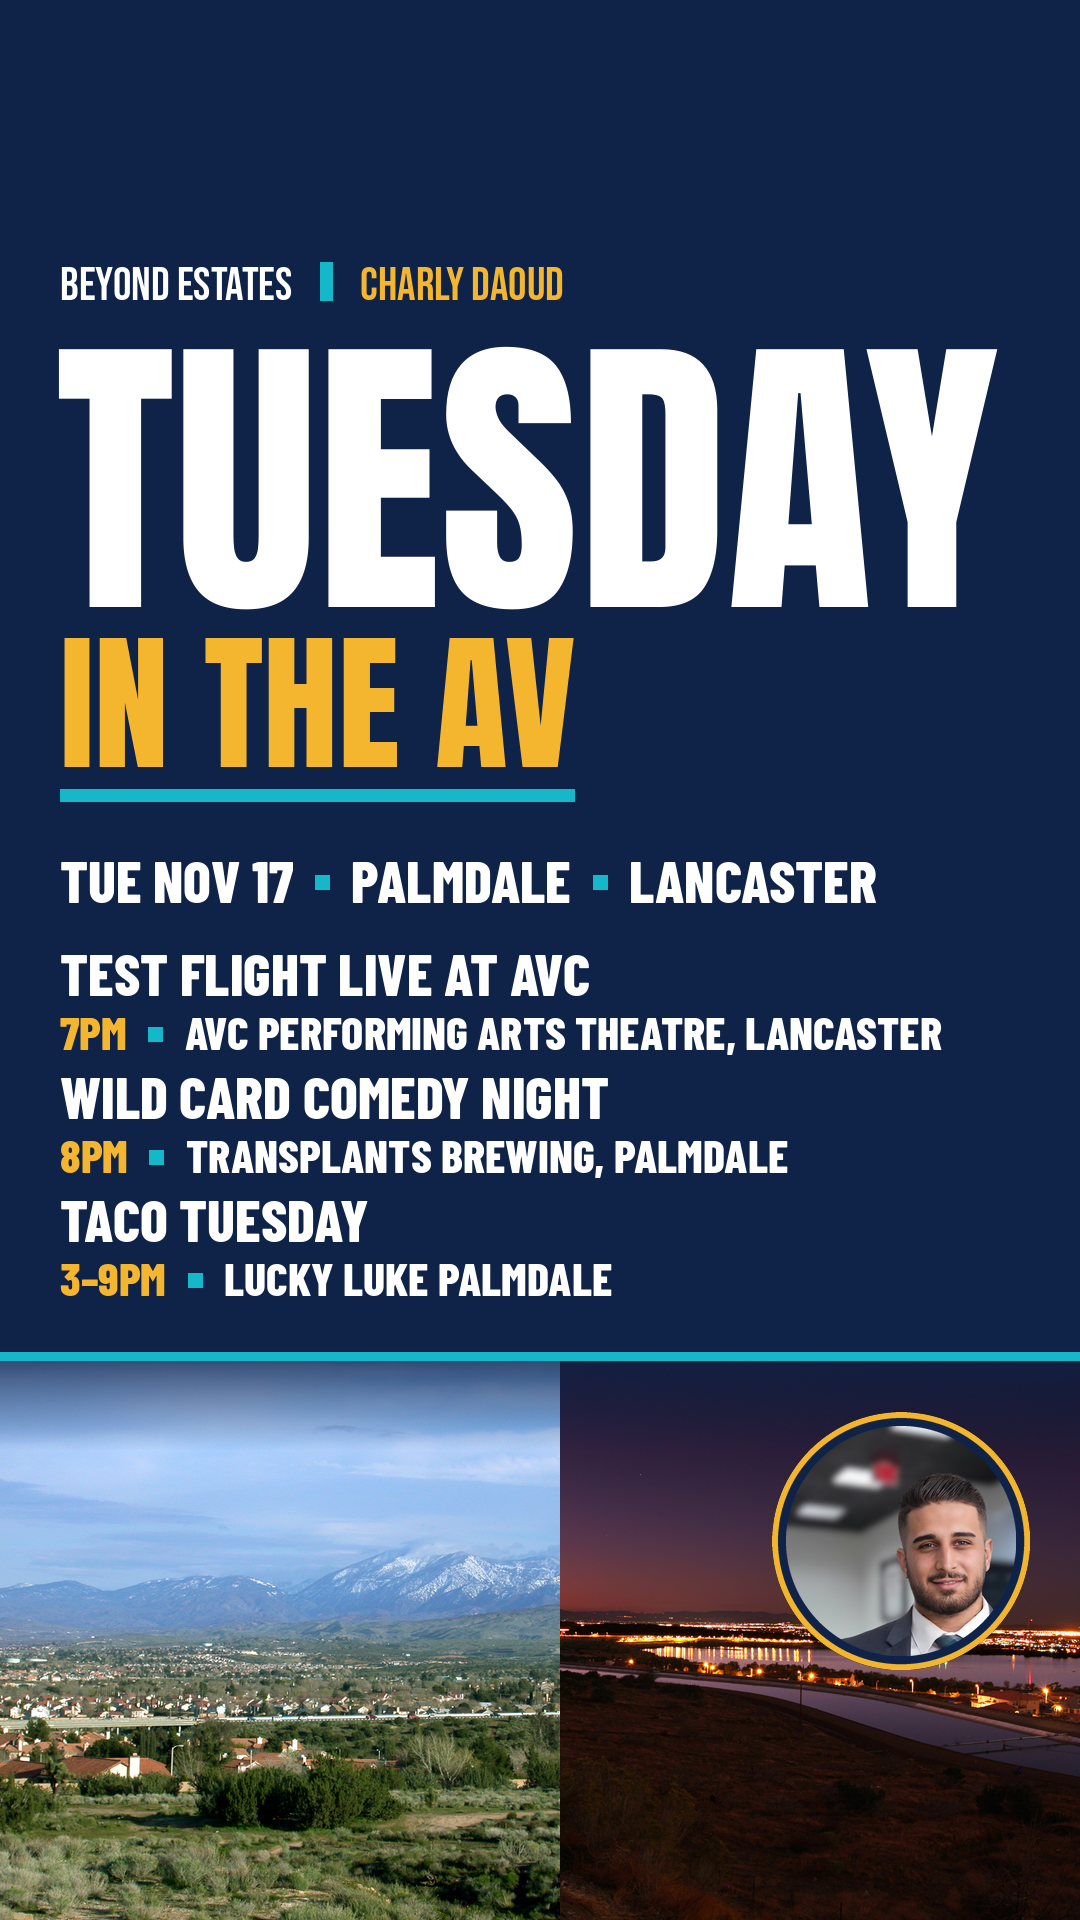 BEYOND ESTATES CHARLY DAOUD
TUESDAY
IN THE AV
TUE NOV 17 ▪ PALMDALE ▪ LANCASTER
TEST FLIGHT LIVE AT AVC
7PM ▪ AVC PERFORMING ARTS THEATRE, LANCASTER
WILD CARD COMEDY NIGHT
8PM ▪ TRANSPLANTS BREWING, PALMDALE
TACO TUESDAY
3–9PM ▪ LUCKY LUKE PALMDALE